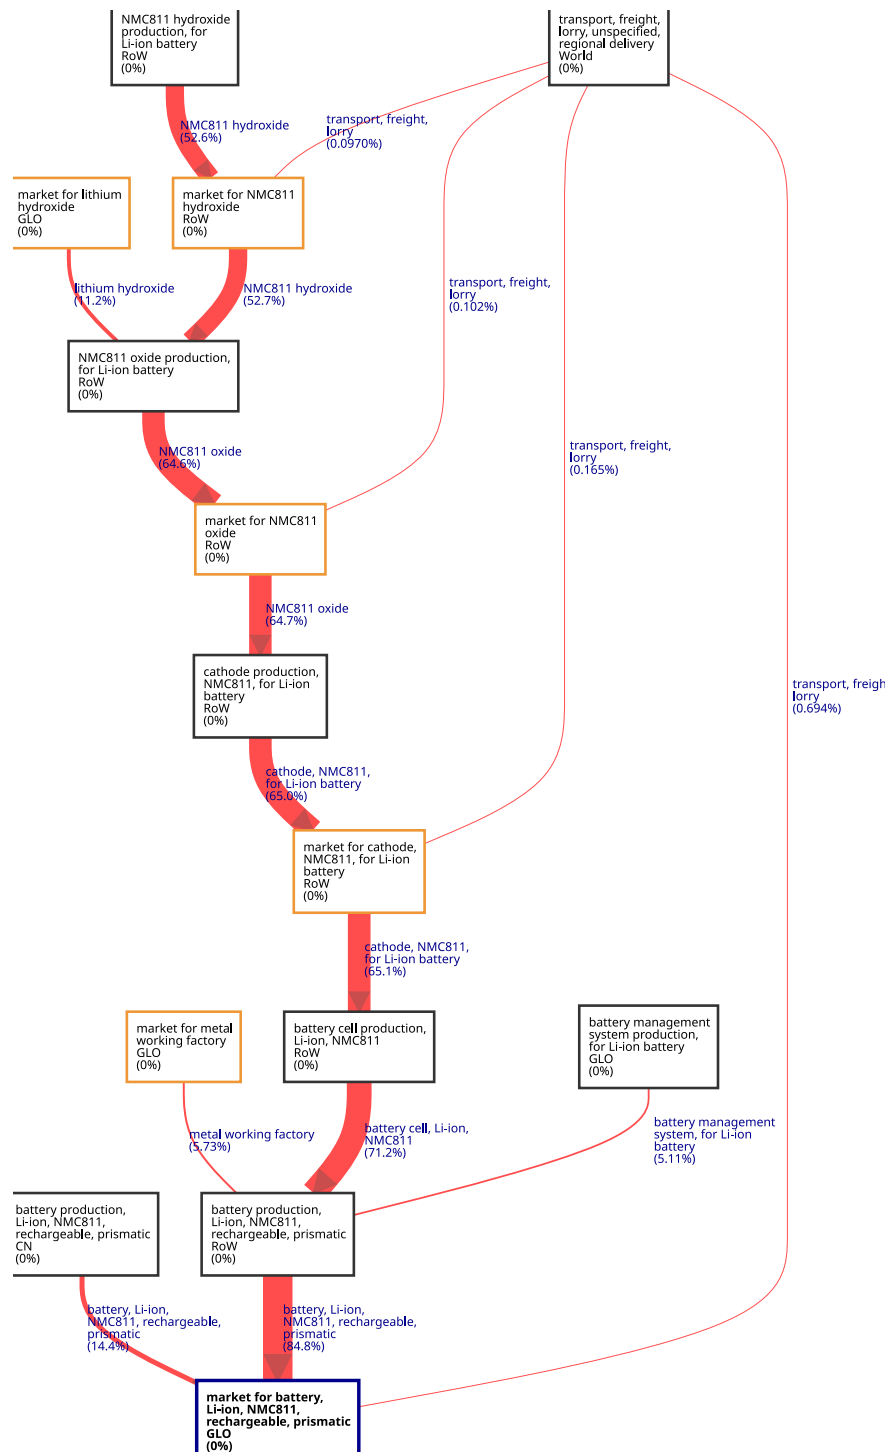 NMC811 hydroxide
production, for
Li-ion battery
RoW
(0%)
transport, freight,
lorry, unspecified,
regional delivery
World
(0%)
NMC811 hydroxide
(52.6%)
transport, freight,
lorry
(0.0970%)
market for lithium
hydroxide
GLO
(0%)
market for NMC811
hydroxide
RoW
(0%)
lithium hydroxide
(11.2%)
NMC811 hydroxide
(52.7%)
transport, freight,
lorry
(0.102%)
NMC811 oxide production,
for Li-ion battery
RoW
(0%)
NMC811 oxide
(64.6%)
transport, freight,
lorry
(0.165%)
market for NMC811
oxide
RoW
(0%)
NMC811 oxide
(64.7%)
cathode production,
NMC811, for Li-ion
battery
RoW
(0%)
transport, freigh
lorry
(0.694%)
cathode, NMC811,
for Li-ion battery
(65.0%)
market for cathode,
NMC811, for Li-ion
battery
RoW
(0%)
cathode, NMC811,
for Li-ion battery
(65.1%)
market for metal
working factory
GLO
(0%)
battery cell production,
Li-ion, NMC811
RoW
(0%)
battery management
system production,
for Li-ion battery
GLO
(0%)
metal working factory
(5.73%)
battery cell, Li-ion,
NMC811
(71.2%)
battery management
system, for Li-ion
battery
(5.11%)
battery production,
Li-ion, NMC811,
rechargeable, prismatic
CN
(0%)
battery production,
Li-ion, NMC811,
rechargeable, prismatic
RoW
(0%)
battery, Li-ion,
NMC811, rechargeable,
prismatic
(14.4%)
battery, Li-ion,
NMC811, rechargeable,
prismatic
(84.8%)
market for battery,
Li-ion, NMC811,
rechargeable, prismatic
GLO
(0%)